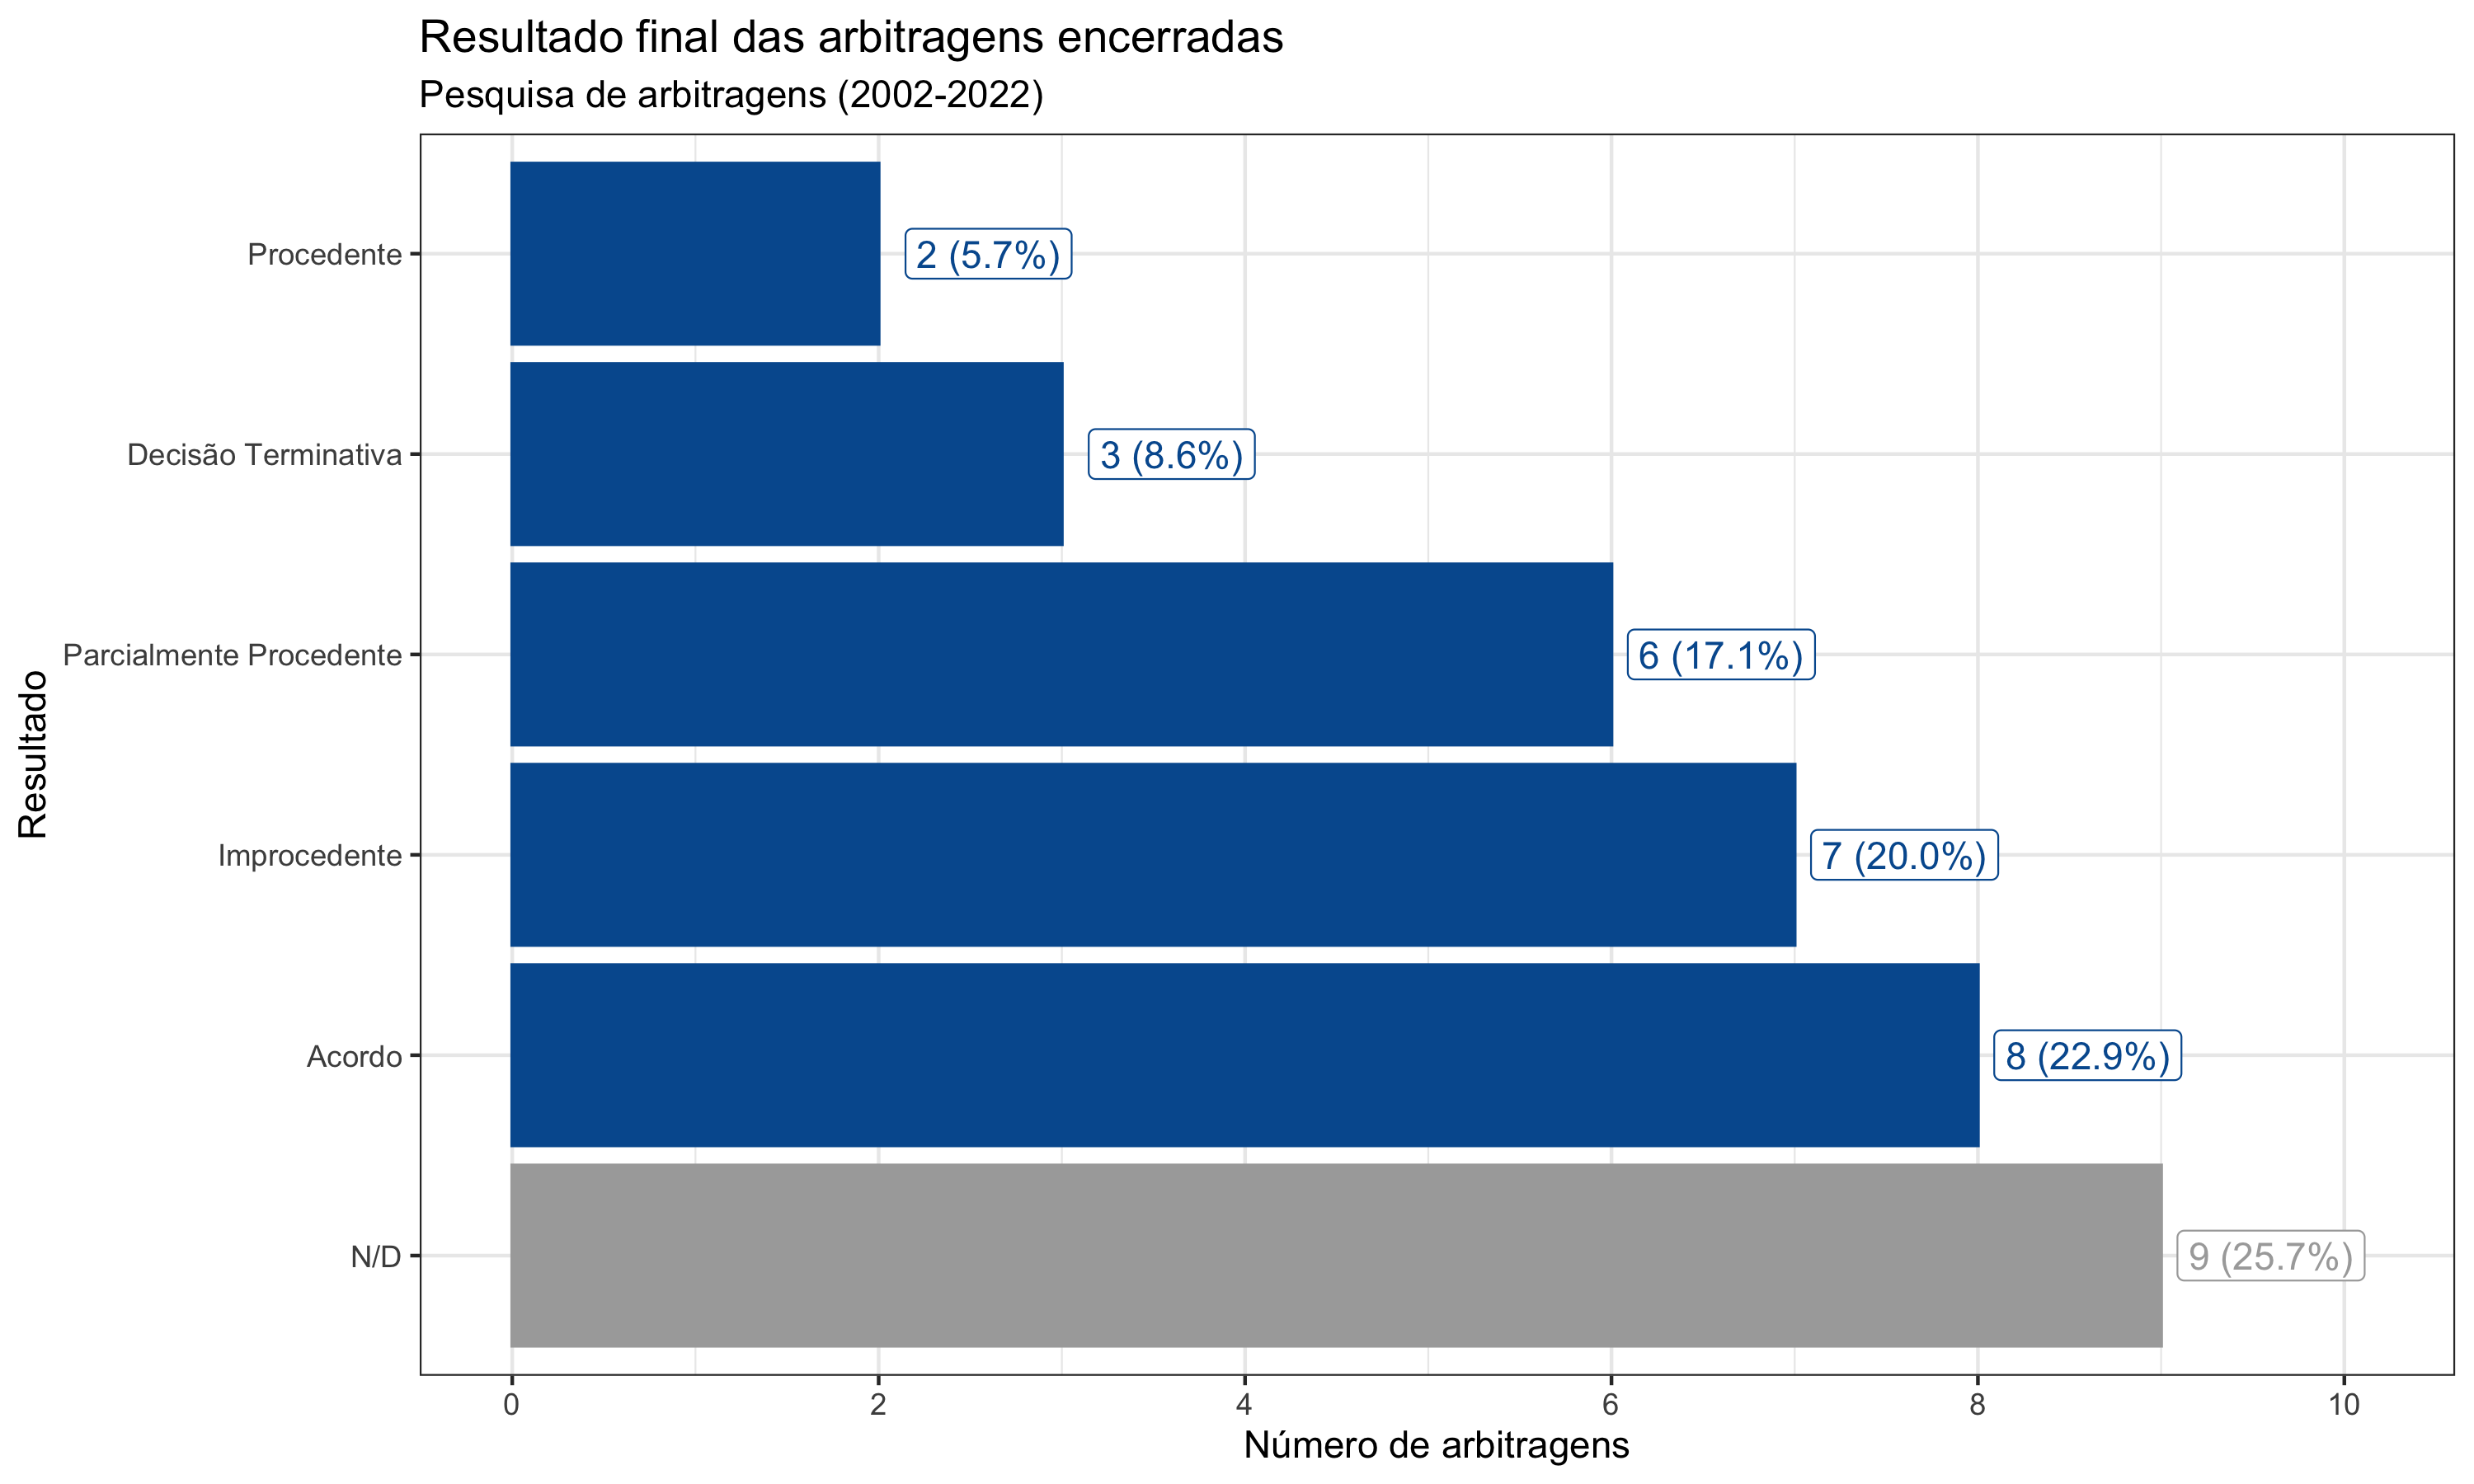 Resultado final das arbitragens encerradas
Pesquisa de arbitragens (2002-2022)
Resultado
Procedente
2 (5.7%)
Decisão Terminativa
3 (8.6%)
Parcialmente Procedente
6 (17.1%)
Improcedente
7 (20.0%)
Acordo
8 (22.9%)
N/D
9 (25.7%)
0 2 4 6 8 10
Número de arbitragens